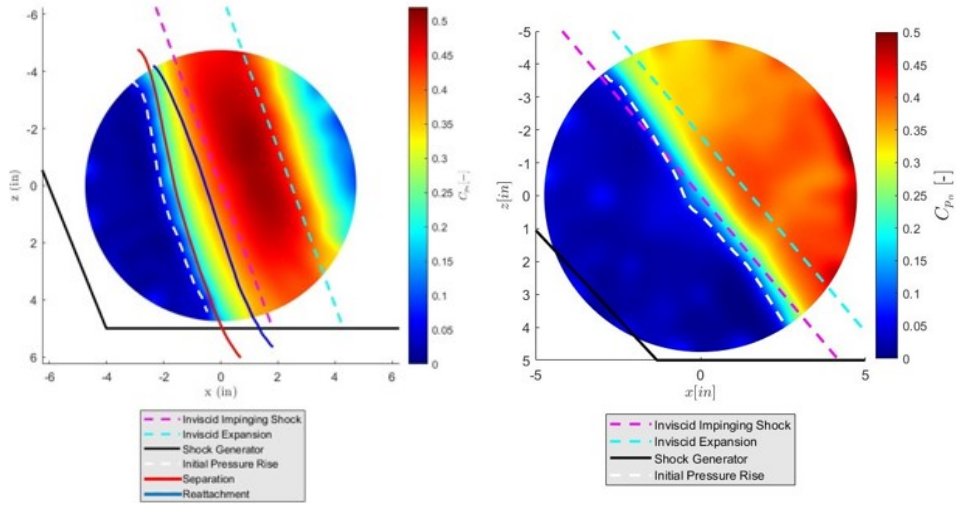 -6
-4
-2
0
2
4
6
z (in)
-6 -4 -2 0 2 4 6
x (in)
0.5
0.45
0.4
0.35
0.3
0.25
0.2
0.15
0.1
0.05
0
C_{p_n} [-]
Inviscid Impinging Shock
Inviscid Expansion
Shock Generator
Initial Pressure Rise
Separation
Reattachment
-5
-4
-3
-2
-1
0
1
2
3
4
5
z[in]
-5 0 5
x[in]
0.5
0.45
0.4
0.35
0.3
0.25
0.2
0.15
0.1
0.05
0
C_{p_n} [-]
Inviscid Impinging Shock
Inviscid Expansion
Shock Generator
Initial Pressure Rise